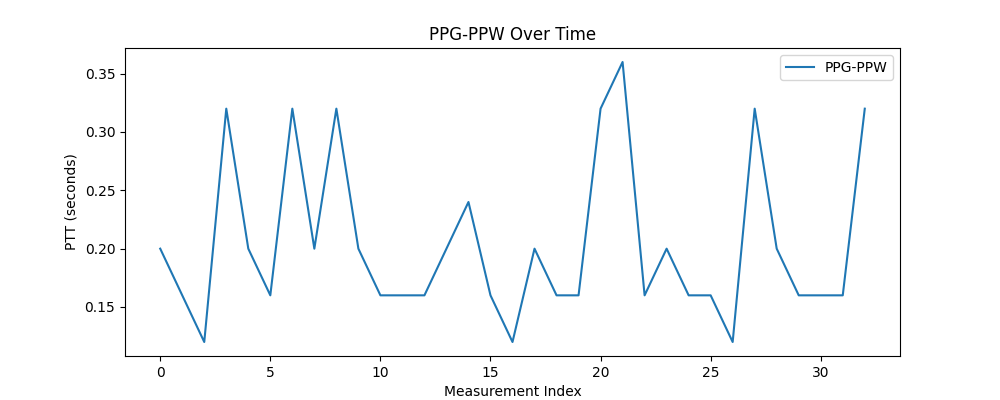 PPG-PPW Over Time
PPG-PPW
PTT (seconds)
0.35
0.30
0.25
0.20
0.15
0 5 10 15 20 25 30
Measurement Index